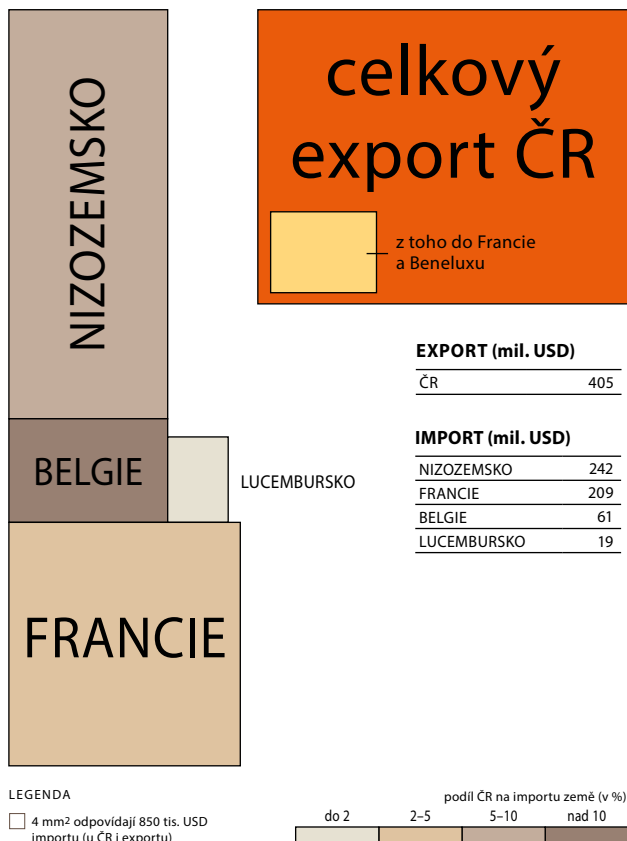 NIZOZEMSKO
celkový
export ČR
z toho do Francie
a Beneluxu
EXPORT (mil. USD)
ČR 405
IMPORT (mil. USD)
NIZOZEMSKO 242
FRANCIE 209
BELGIE 61
LUCEMBURSKO 19
BELGIE
LUCEMBURSKO
FRANCIE
LEGENDA
4 mm² odpovídají 850 tis. USD
importu (u ČR i exportu)
podíl ČR na importu země (v %)
do 2 2–5 5–10 nad 10